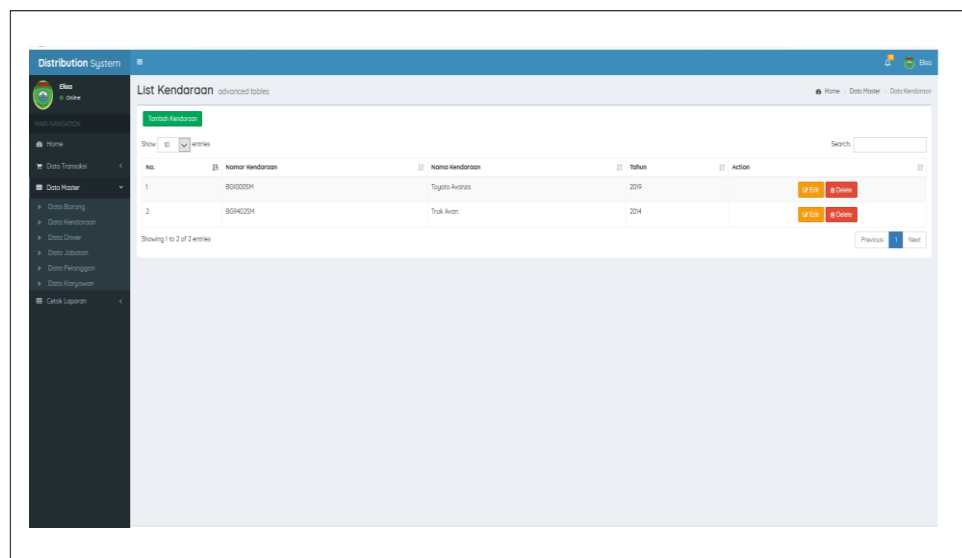 Distribution System
Elisa
Elisa
Online
List Kendaraan advanced tables
Home > Data Master > Data Kendaraan
MAIN NAVIGATION
Home
Data Transaksi
Data Master
Data Barang
Data Kendaraan
Data Driver
Data Jabatan
Data Pelanggan
Data Karyawan
Cetak Laporan
Tambah Kendaraan
Show 10 entries
Search:
No. Nomor Kendaraan Nama Kendaraan Tahun Action
1 BG1000SM Toyota Avanza 2019 Edit Delete
2 BG9402SM Truk Avan 2014 Edit Delete
Showing 1 to 2 of 2 entries
Previous 1 Next